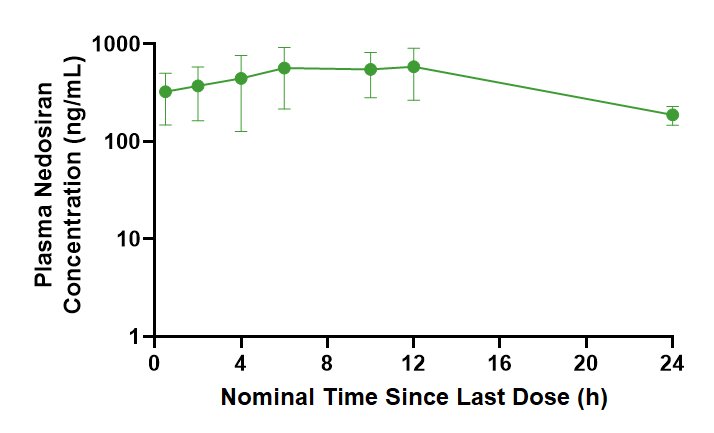 Plasma Nedosiran
Concentration (ng/mL)
1000
100
10
1
0 4 8 12 16 20 24
Nominal Time Since Last Dose (h)